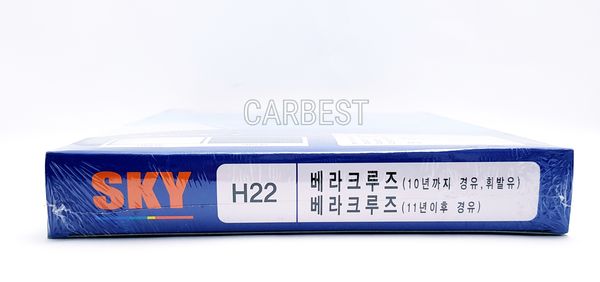 CARBEST
SKY
H22
베라크루즈(10년까지 경유,휘발유)
베라크루즈(11년이후 경유)